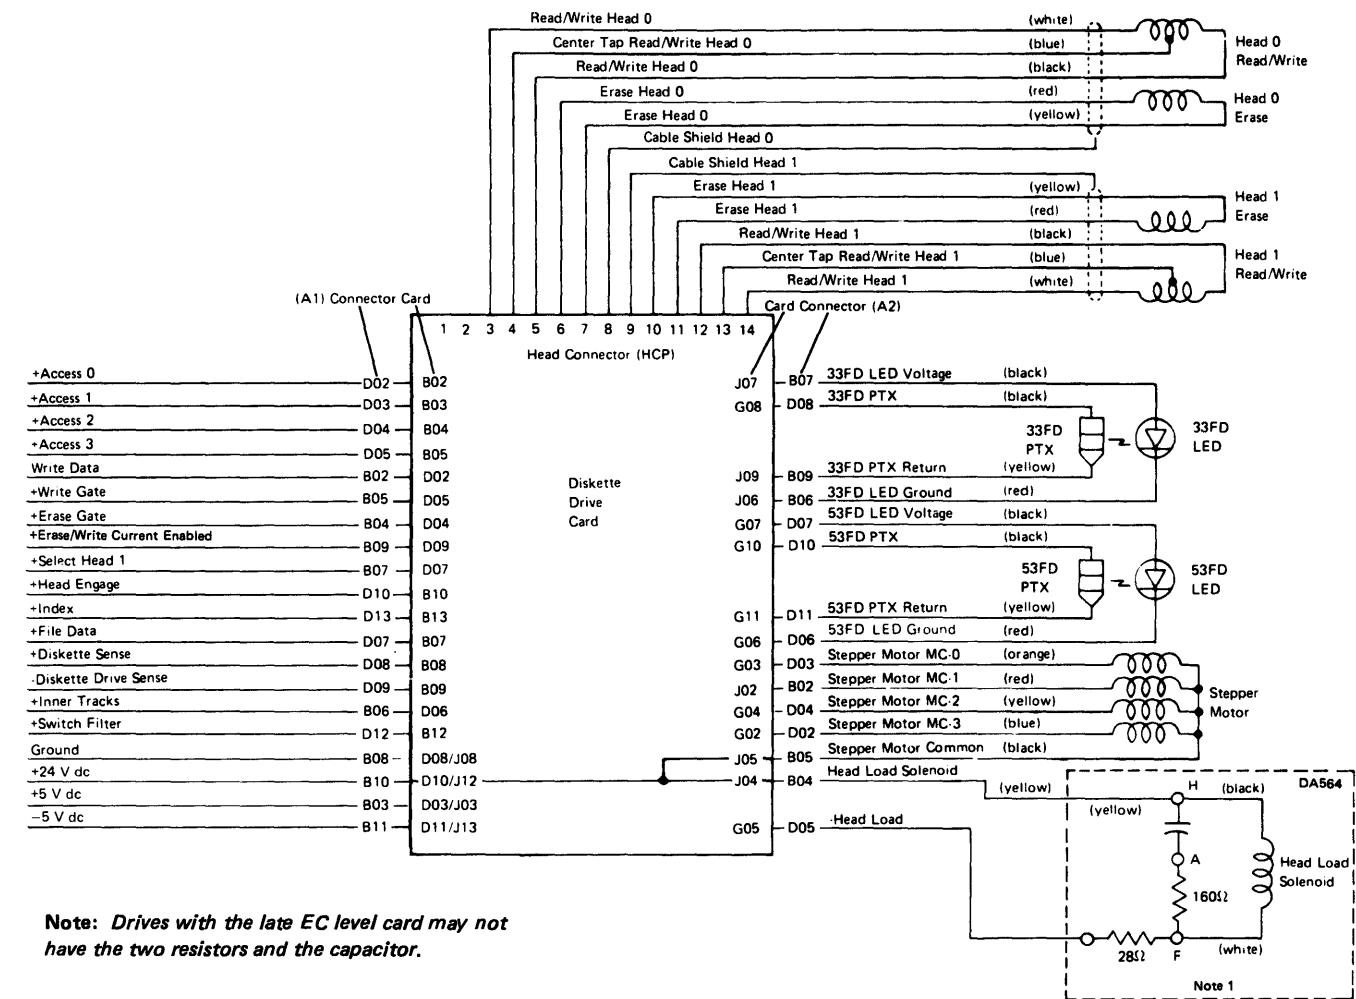 Read/Write Head 0 (white)
Center Tap Read/Write Head 0 (blue)
Head 0
Read/Write
Read/Write Head 0 (black)
Erase Head 0 (red)
Head 0
Erase
Erase Head 0 (yellow)
Cable Shield Head 0
Cable Shield Head 1
Erase Head 1 (yellow)
Head 1
Erase
Erase Head 1 (red)
Read/Write Head 1 (black)
Head 1
Read/Write
Center Tap Read/Write Head 1 (blue)
Read/Write Head 1 (white)
(A1) Connector Card
Card Connector (A2)
1 2 3 4 5 6 7 8 9 10 11 12 13 14
Head Connector (HCP)
+Access 0 D02 B02
+Access 1 D03 B03
+Access 2 D04 B04
+Access 3 D05 B05
Write Data B02 D02
+Write Gate B05 D05
+Erase Gate B04 D04
+Erase/Write Current Enabled B09 D09
+Select Head 1 B07 D07
+Head Engage D10 B10
+Index D13 B13
+File Data D07 B07
+Diskette Sense D08 B08
-Diskette Drive Sense D09 B09
+Inner Tracks B06 D06
+Switch Filter D12 B12
Ground B08 D08/J08
+24 V dc B10 D10/J12
+5 V dc B03 D03/J03
−5 V dc B11 D11/J13
Diskette
Drive
Card
J07 B07 33FD LED Voltage (black)
G08 D08 33FD PTX (black)
33FD
PTX
33FD
LED
J09 B09 33FD PTX Return (yellow)
J06 B06 33FD LED Ground (red)
G07 D07 53FD LED Voltage (black)
G10 D10 53FD PTX (black)
53FD
PTX
53FD
LED
G11 D11 53FD PTX Return (yellow)
G06 D06 53FD LED Ground (red)
G03 D03 Stepper Motor MC-0 (orange)
J02 B02 Stepper Motor MC-1 (red)
G04 D04 Stepper Motor MC-2 (yellow)
G02 D02 Stepper Motor MC-3 (blue)
Stepper
Motor
J05 B05 Stepper Motor Common (black)
J04 B04 Head Load Solenoid (yellow)
G05 D05 -Head Load
DA564
H (black)
(yellow)
A
160Ω
Head Load
Solenoid
28Ω F (white)
Note 1
Note: Drives with the late EC level card may not
have the two resistors and the capacitor.